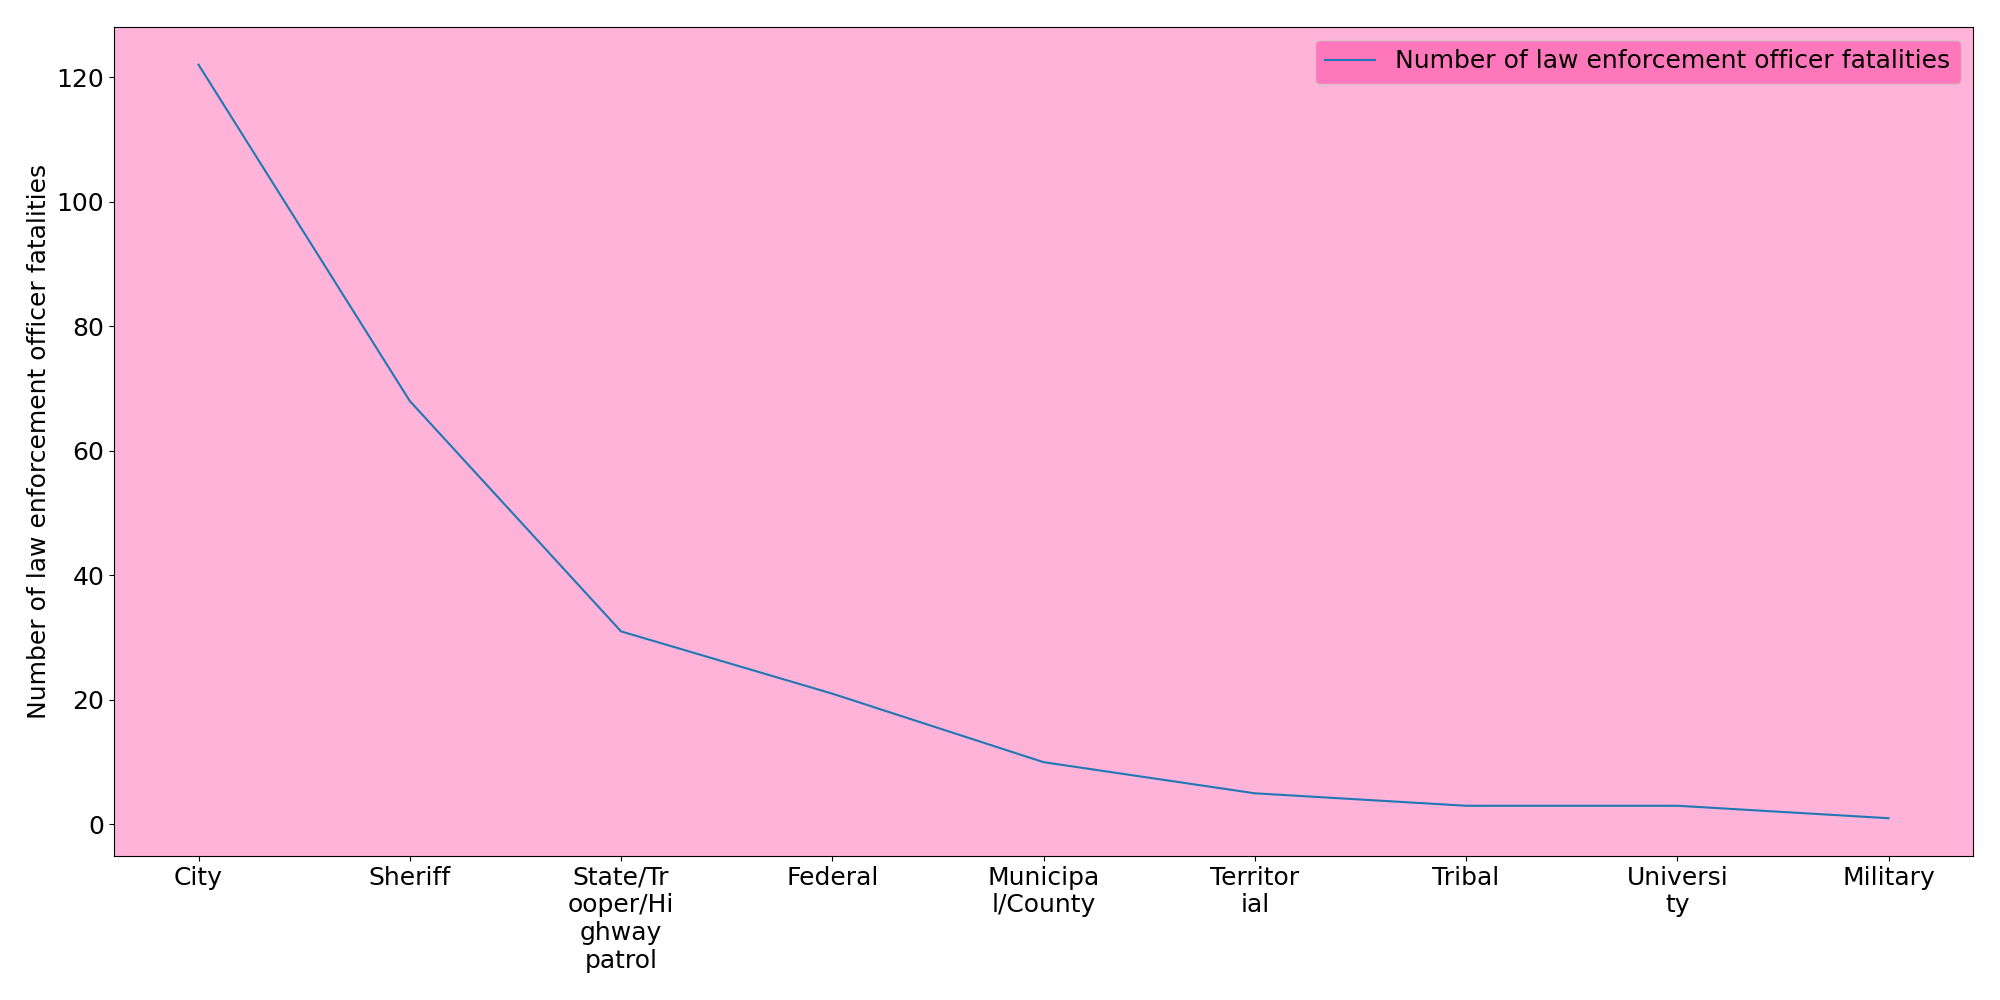 Number of law enforcement officer fatalities
Number of law enforcement officer fatalities
120
100
80
60
40
20
0
City
Sheriff
State/Tr
ooper/Hi
ghway
patrol
Federal
Municipa
l/County
Territor
ial
Tribal
Universi
ty
Military